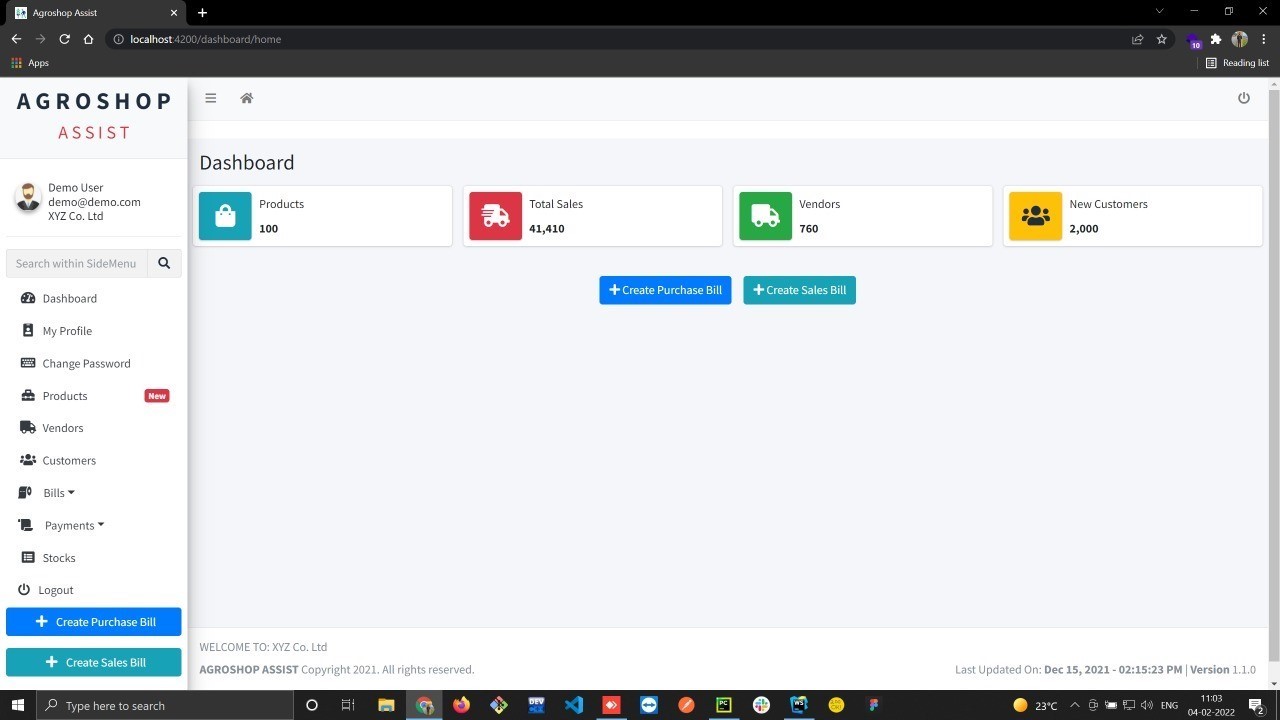 Agroshop Assist
localhost:4200/dashboard/home
10
Apps
Reading list
AGROSHOP
ASSIST
Demo User
demo@demo.com
XYZ Co. Ltd
Search within SideMenu
Dashboard
My Profile
Change Password
Products New
Vendors
Customers
Bills
Payments
Stocks
Logout
Create Purchase Bill
Create Sales Bill
Dashboard
Products
100
Total Sales
41,410
Vendors
760
New Customers
2,000
Create Purchase Bill
Create Sales Bill
WELCOME TO: XYZ Co. Ltd
AGROSHOP ASSIST Copyright 2021. All rights reserved.
Last Updated On: Dec 15, 2021 - 02:15:23 PM | Version 1.1.0
Type here to search
DEV
PC
WS
23°C
ENG
11:03
04-02-2022
2